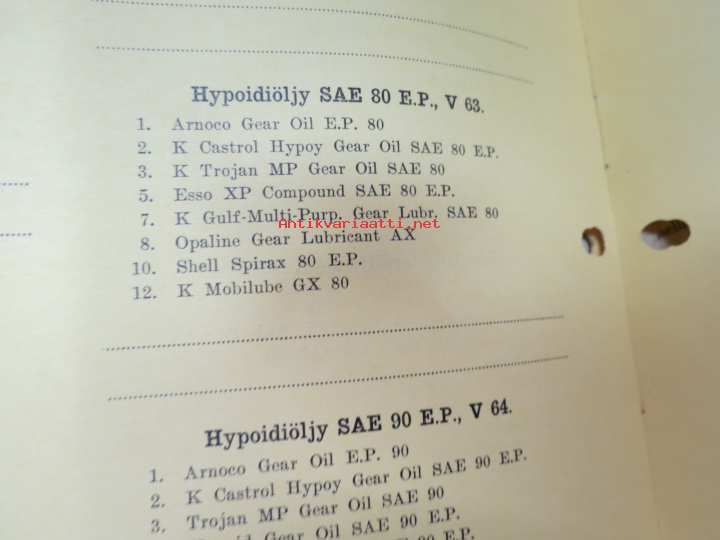 Hypoidiöljy SAE 80 E.P., V 63.
1. Arnoco Gear Oil E.P. 80
2. K Castrol Hypoy Gear Oil SAE 80 E.P.
3. K Trojan MP Gear Oil SAE 80
5. Esso XP Compound SAE 80 E.P.
7. K Gulf-Multi-Purp. Gear Lubr. SAE 80
Antikvariaatti.net
8. Opaline Gear Lubricant AX
10. Shell Spirax 80 E.P.
12. K Mobilube GX 80
Hypoidiöljy SAE 90 E.P., V 64.
1. Arnoco Gear Oil E.P. 90
2. K Castrol Hypoy Gear Oil SAE 90 E.P.
3. Trojan MP Gear Oil SAE 90
Gear Oil SAE 90 E.P.
90 E.P.